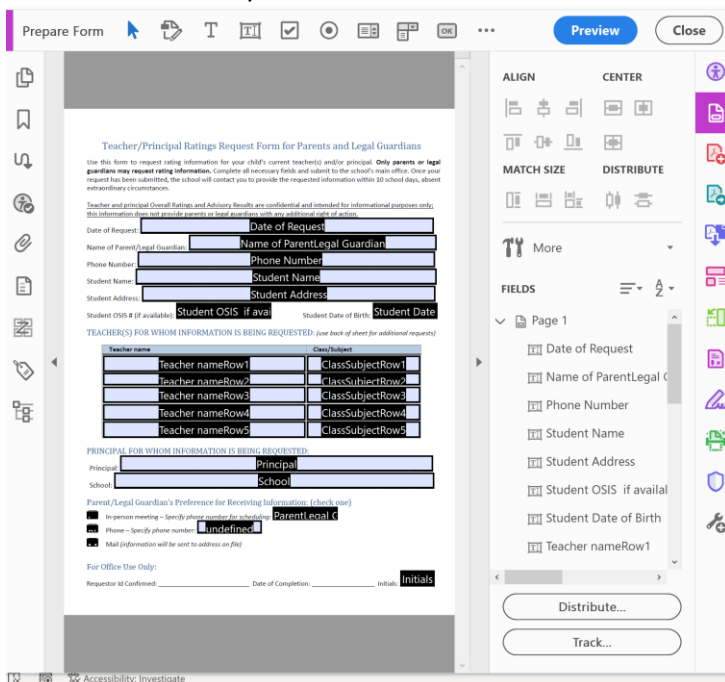 Prepare Form
T
OK
Preview
Close
Teacher/Principal Ratings Request Form for Parents and Legal Guardians
Use this form to request rating information for your child's current teacher(s) and/or principal. Only parents or legal
guardians may request rating information. Complete all necessary fields and submit to the school's main office. Once your
request has been submitted, the school will contact you to provide the requested information within 10 school days, absent
extraordinary circumstances.
Teacher and principal Overall Ratings and Advisory Results are confidential and intended for informational purposes only;
this information does not provide parents or legal guardians with any additional right of action.
Date of Request: Date of Request
Name of Parent/Legal Guardian: Name of ParentLegal Guardian
Phone Number: Phone Number
Student Name: Student Name
Student Address: Student Address
Student OSIS # (if available): Student OSIS if avai Student Date of Birth: Student Date
TEACHER(S) FOR WHOM INFORMATION IS BEING REQUESTED: (use back of sheet for additional requests)
Teacher name Class/Subject
Teacher nameRow1 ClassSubjectRow1
Teacher nameRow2 ClassSubjectRow2
Teacher nameRow3 ClassSubjectRow3
Teacher nameRow4 ClassSubjectRow4
Teacher nameRow5 ClassSubjectRow5
PRINCIPAL FOR WHOM INFORMATION IS BEING REQUESTED:
Principal: Principal
School: School
Parent/Legal Guardian's Preference for Receiving Information: (check one)
In-person meeting – Specify phone number for scheduling: ParentLegal G
Phone – Specify phone number: undefined
Mail (information will be sent to address on file)
For Office Use Only:
Requestor Id Confirmed: Date of Completion: Initials: Initials
ALIGN CENTER
MATCH SIZE DISTRIBUTE
More
FIELDS
Page 1
Date of Request
Name of ParentLegal
Phone Number
Student Name
Student Address
Student OSIS if availal
Student Date of Birth
Teacher nameRow1
Distribute...
Track...
Accessibility: Investigate